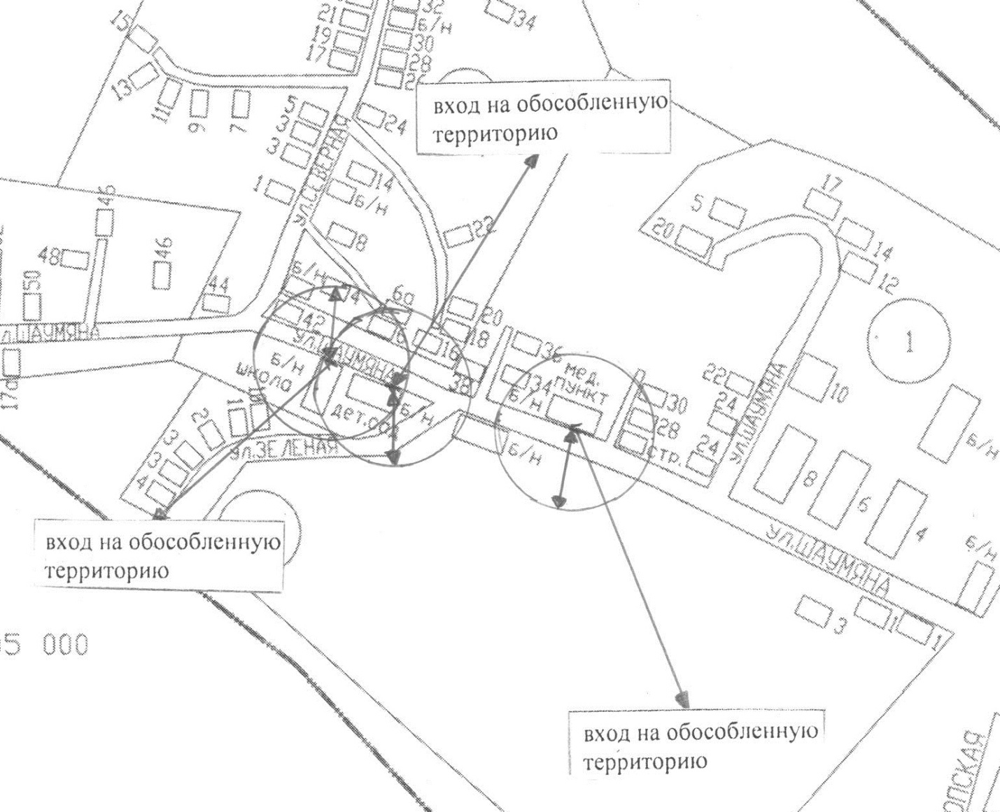 32
21
б/н
34
15
19
30
17
28
13
11
9
7
5
3
3
24
вход на обособленную
территорию
ул.СЕВЕРНАЯ
1
14
б/н
8
22
46
48
46
50
44
5
20
17
14
12
1
б/н
4
6а
42
20
18
16
36
38
34
ул.ШАУМЯНА
ул.ШАУМЯНА
б/н
школа
дет.сад
б/н
мед.
пункт
б/н
30
28
стр.
22
24
24
10
ул.ШАУМЯНА
17а
1
2
3
3
4
ул.ЗЕЛЕНАЯ
б/н
8
6
4
б/н
б/н
ул.ШАУМЯНА
3
1
1
вход на обособленную
территорию
5 000
вход на обособленную
территорию